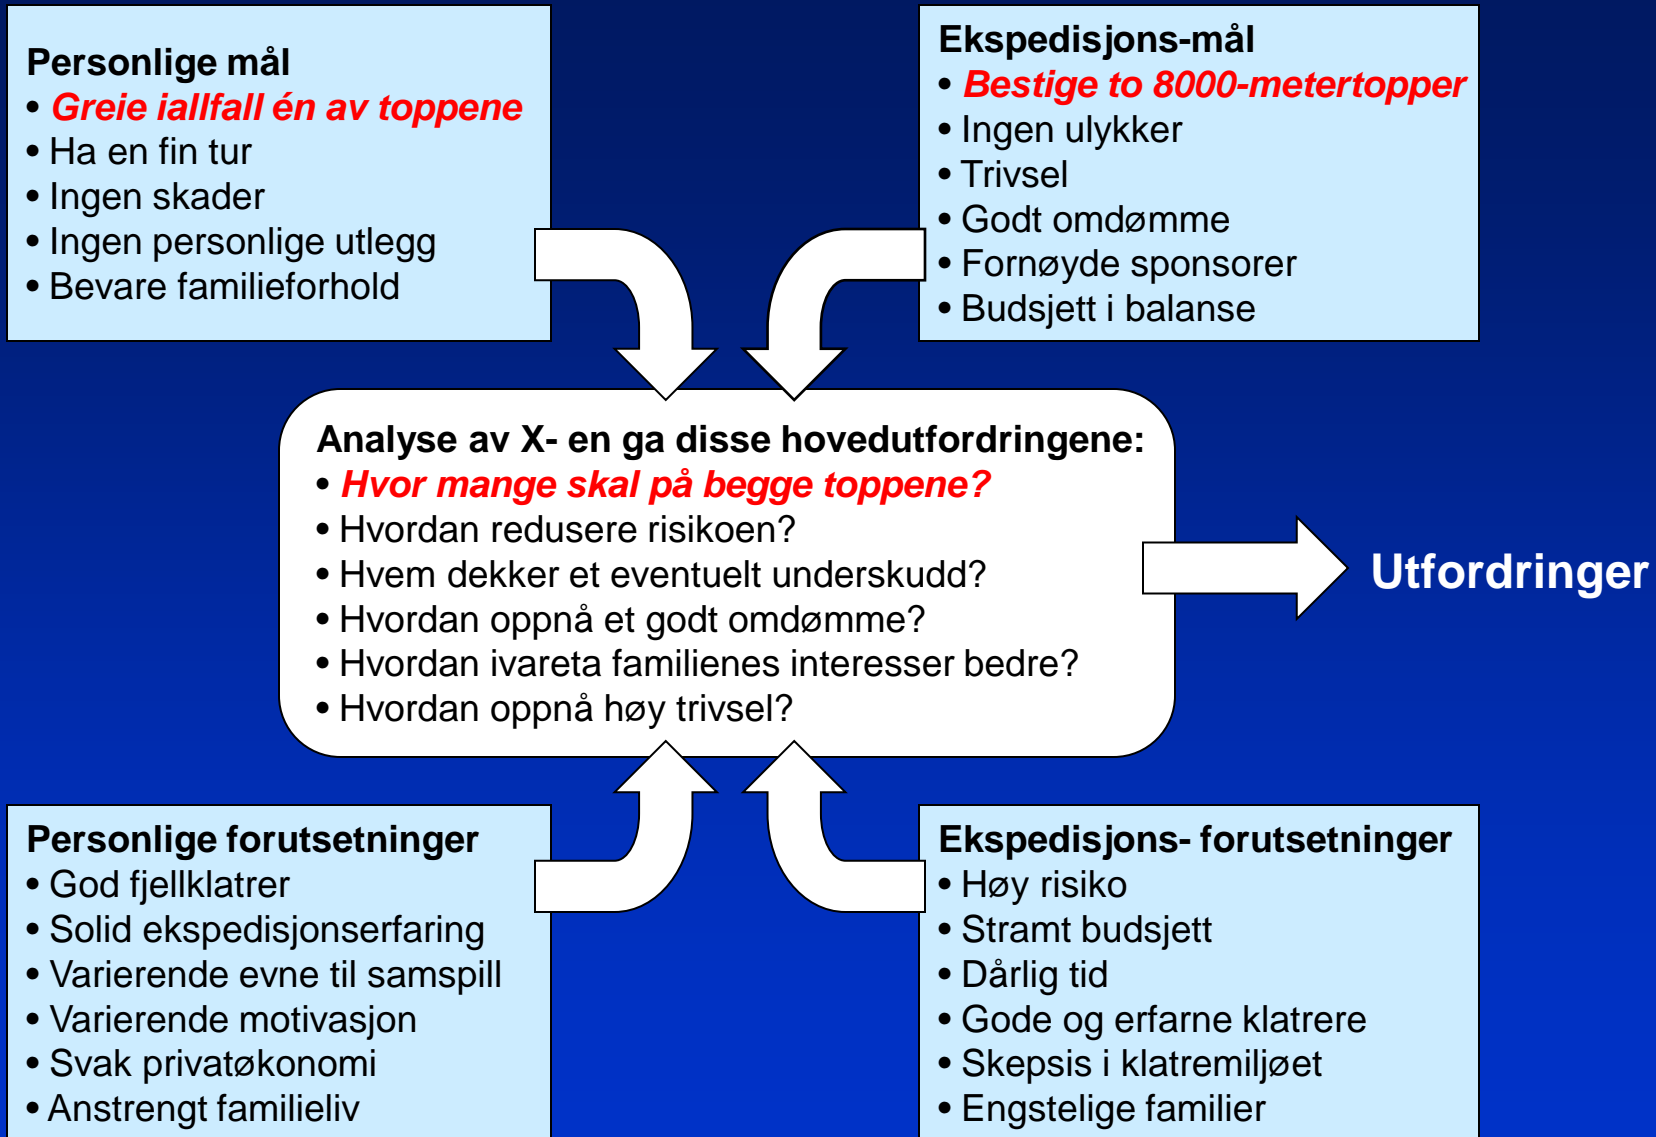 Personlige mål
• Greie iallfall én av toppene
• Ha en fin tur
• Ingen skader
• Ingen personlige utlegg
• Bevare familieforhold
Ekspedisjons-mål
• Bestige to 8000-metertopper
• Ingen ulykker
• Trivsel
• Godt omdømme
• Fornøyde sponsorer
• Budsjett i balanse
Analyse av X- en ga disse hovedutfordringene:
• Hvor mange skal på begge toppene?
• Hvordan redusere risikoen?
• Hvem dekker et eventuelt underskudd?
• Hvordan oppnå et godt omdømme?
• Hvordan ivareta familienes interesser bedre?
• Hvordan oppnå høy trivsel?
Utfordringer
Personlige forutsetninger
• God fjellklatrer
• Solid ekspedisjonserfaring
• Varierende evne til samspill
• Varierende motivasjon
• Svak privatøkonomi
• Anstrengt familieliv
Ekspedisjons- forutsetninger
• Høy risiko
• Stramt budsjett
• Dårlig tid
• Gode og erfarne klatrere
• Skepsis i klatremiljøet
• Engstelige familier